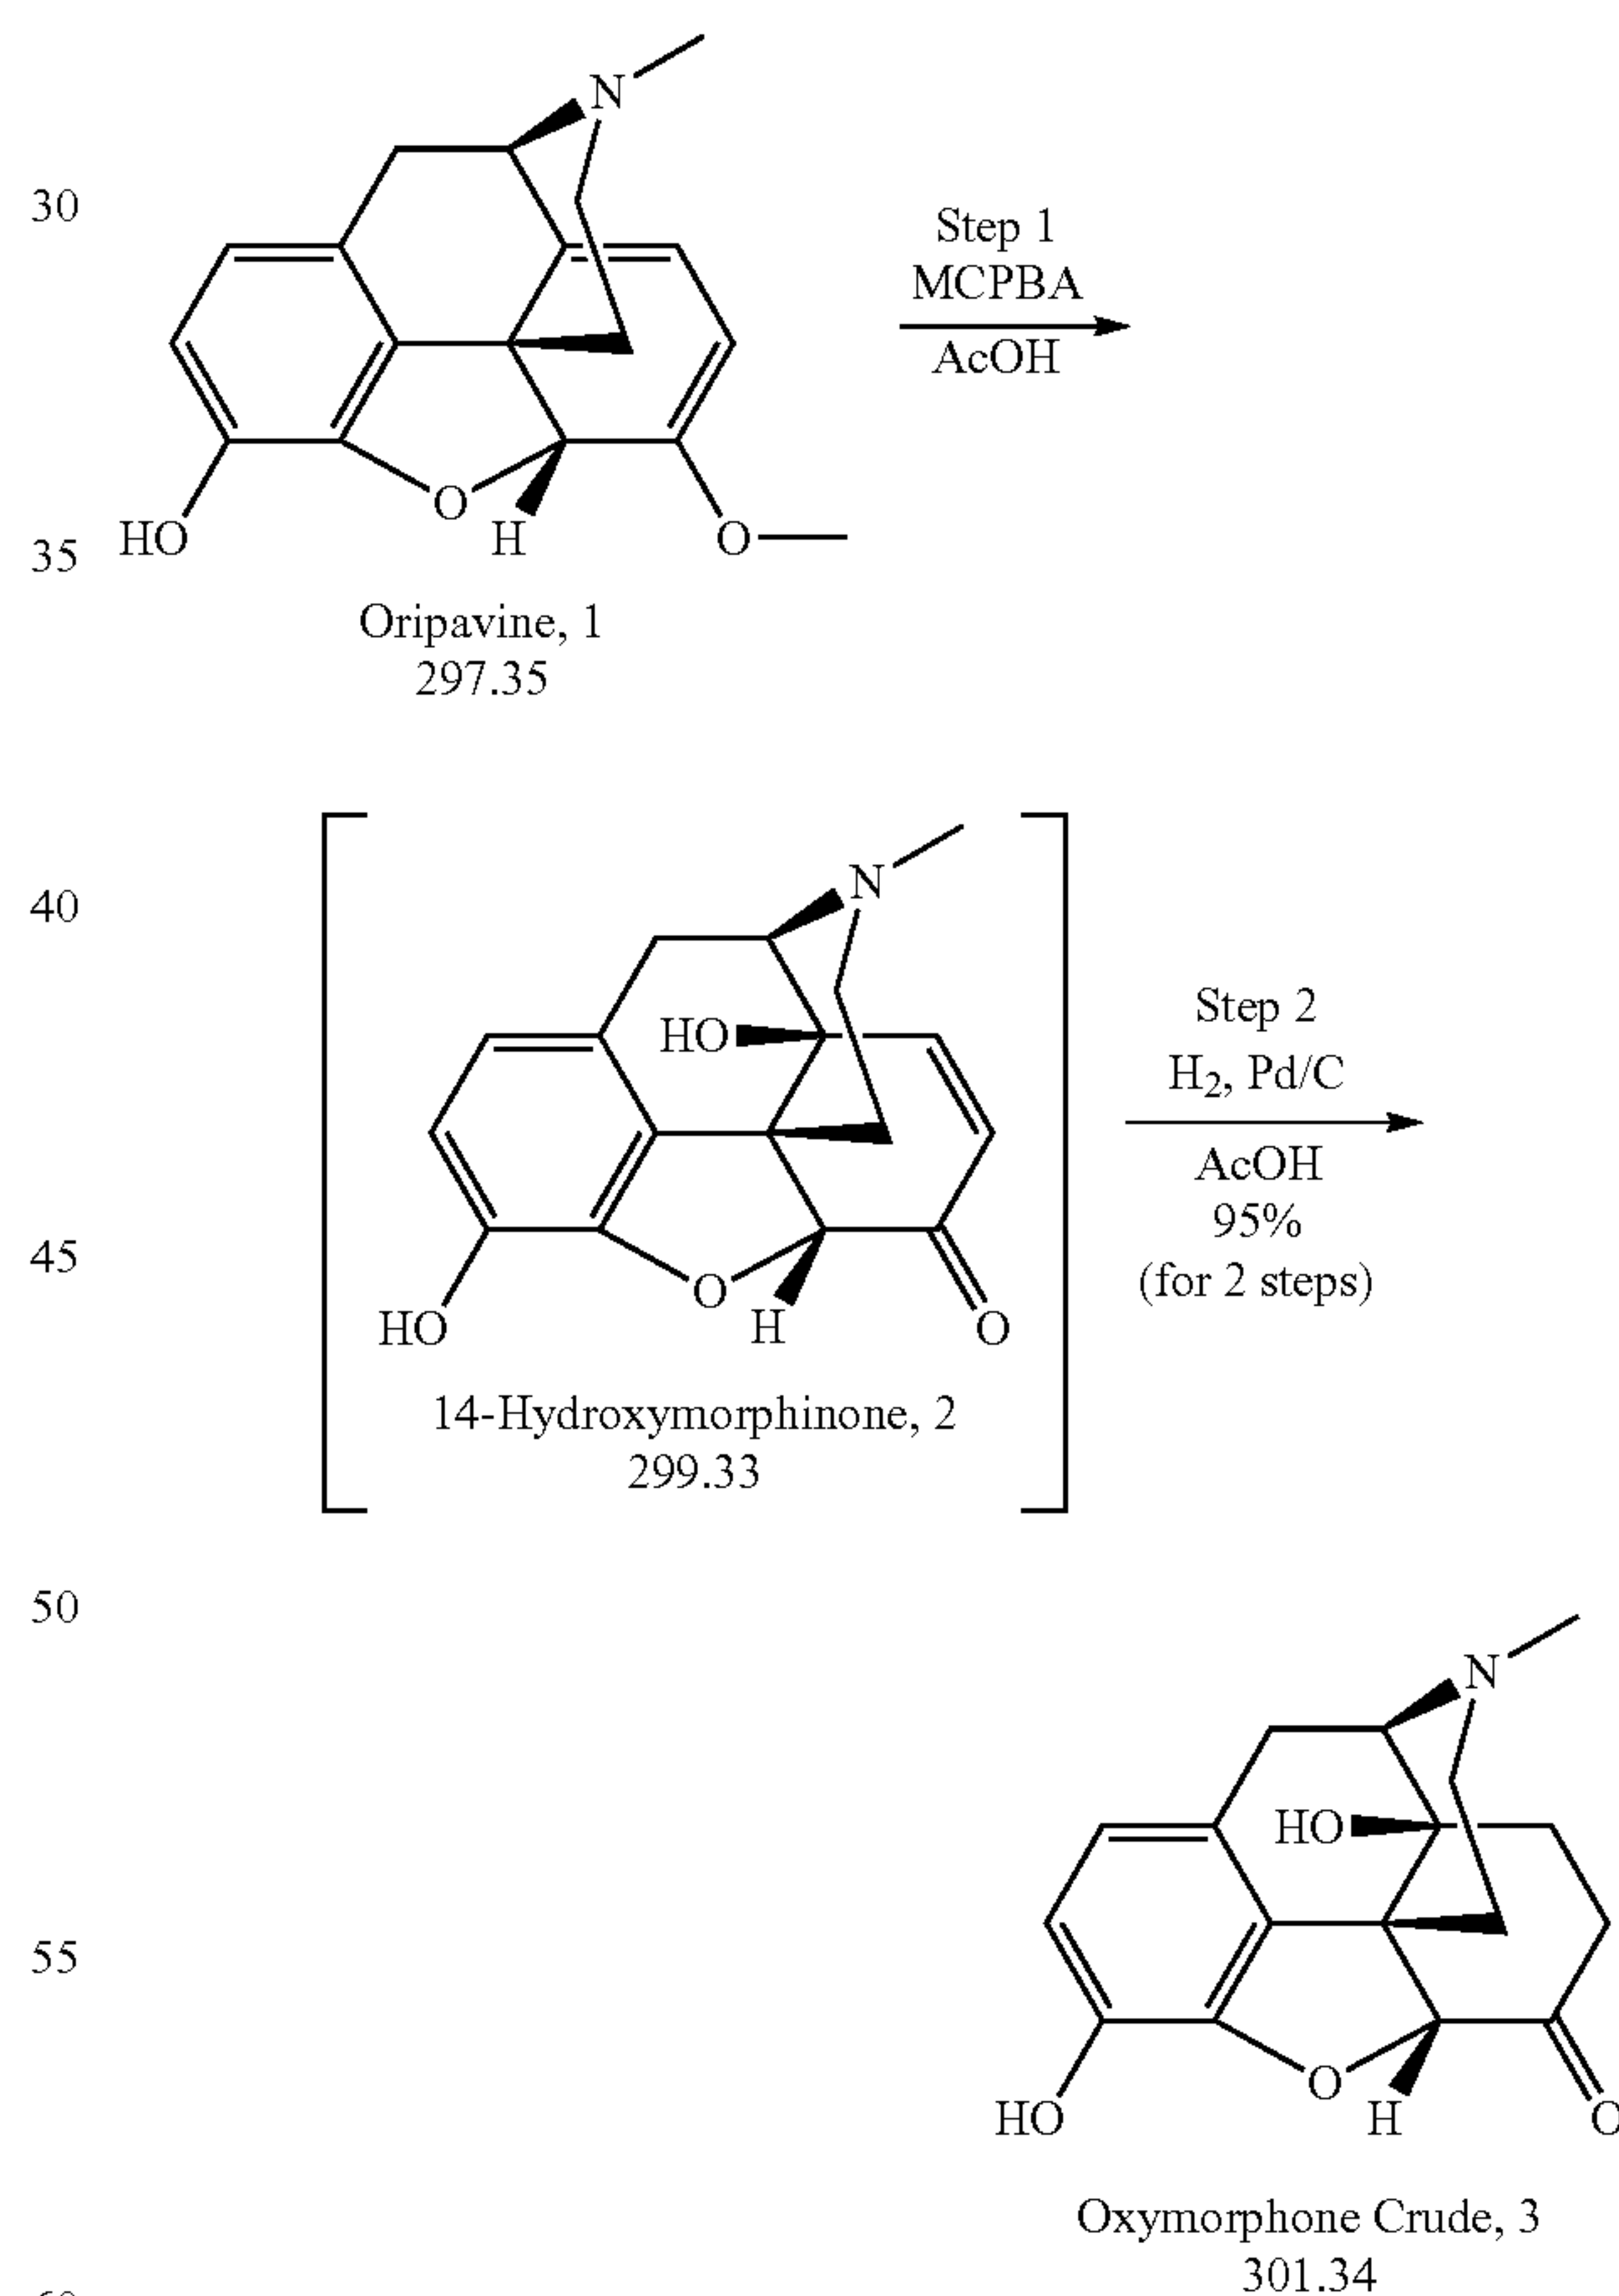 N
30
Step 1
MCPBA
AcOH
O
HO
H
O
35
Oripavine, 1
297.35
40
N
HO
Step 2
H₂, Pd/C
AcOH
95%
(for 2 steps)
45
O
HO
H
O
14-Hydroxymorphinone, 2
299.33
50
N
HO
55
O
HO
H
O
Oxymorphone Crude, 3
301.34